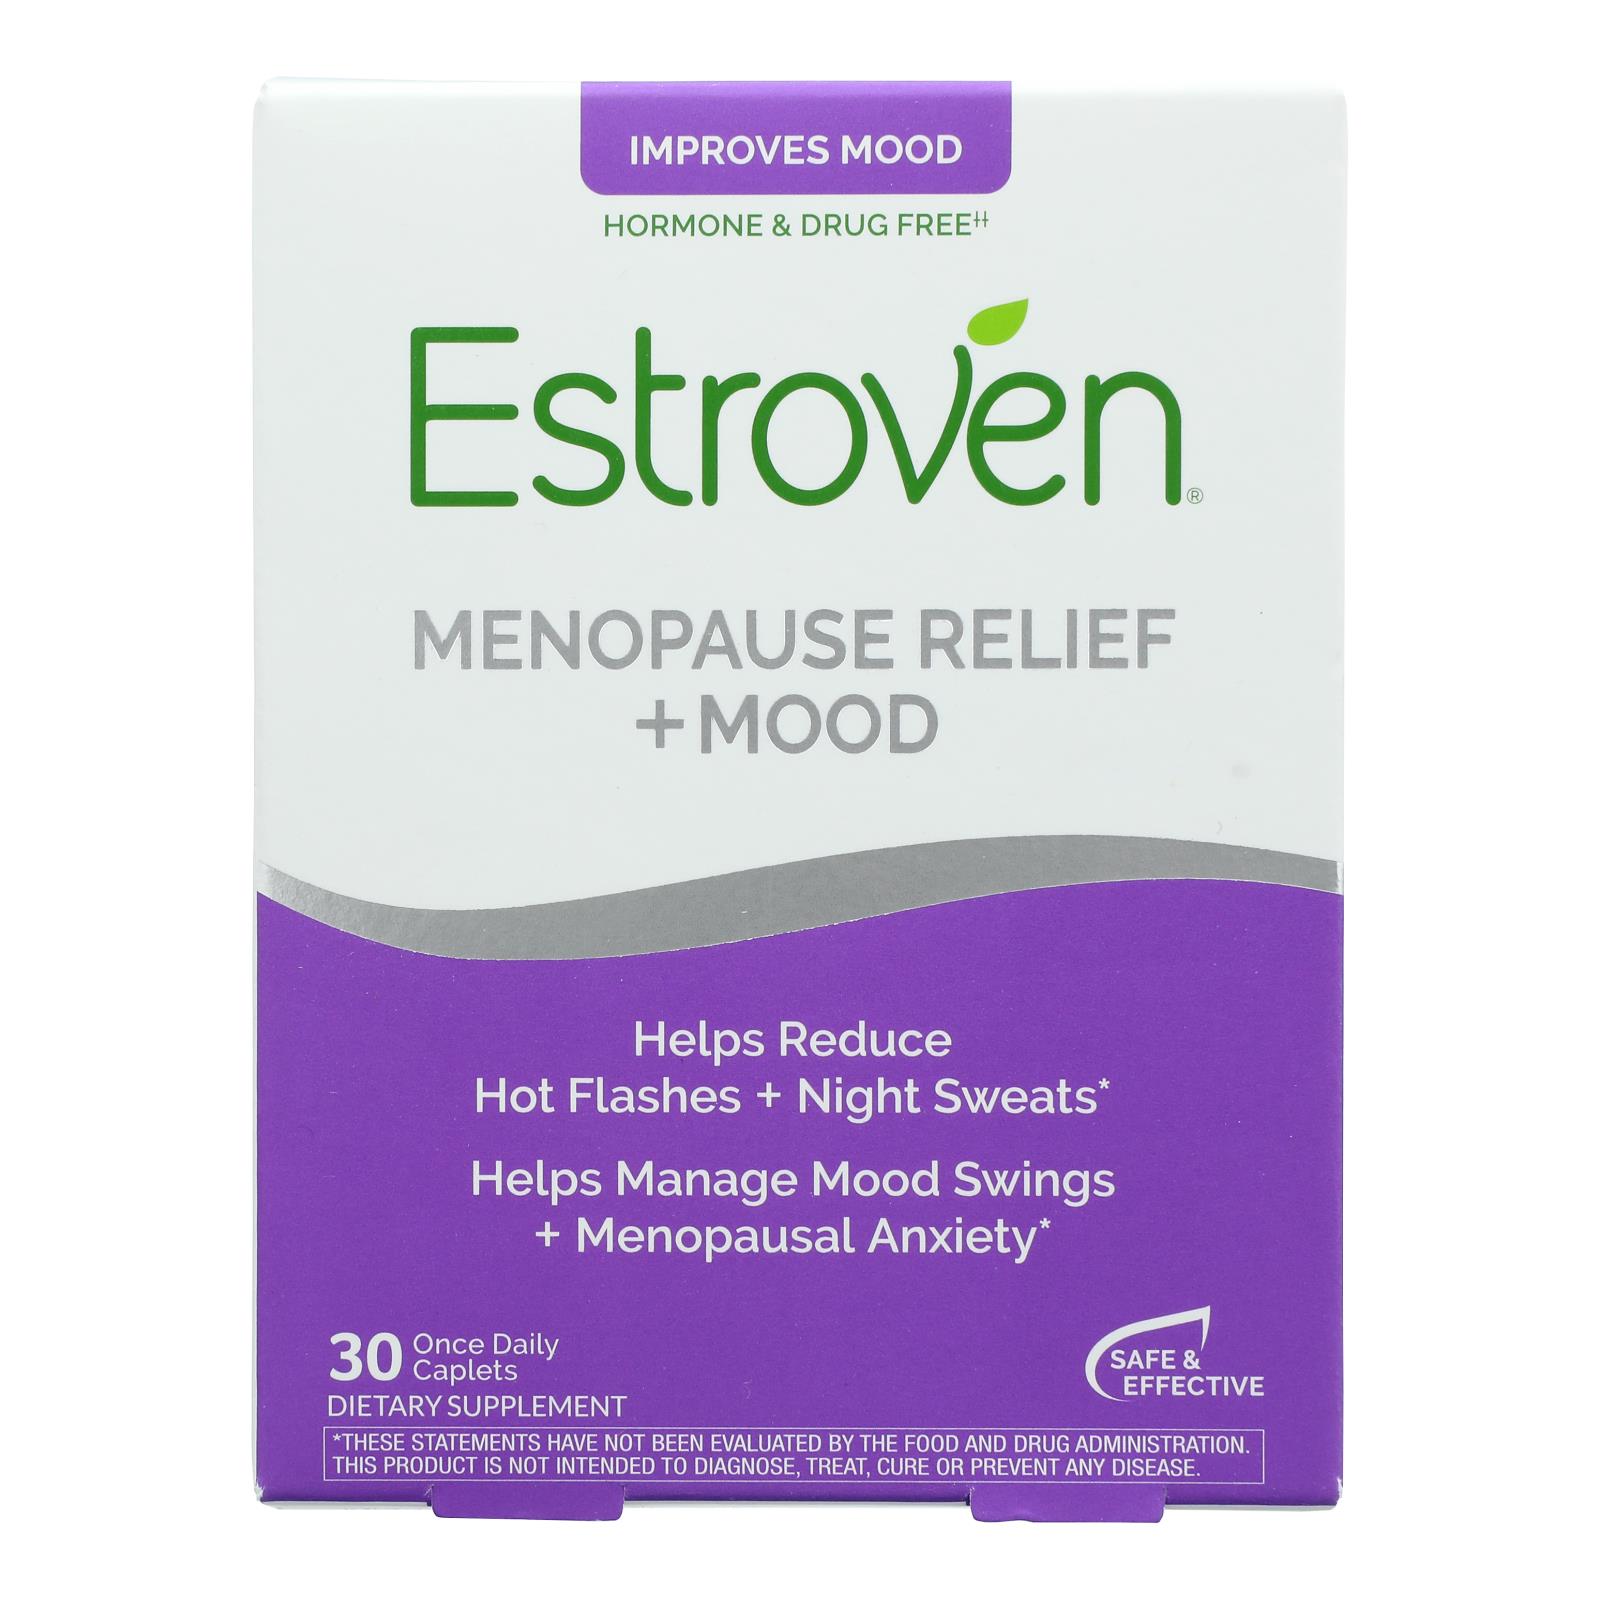 IMPROVES MOOD
HORMONE & DRUG FREE‡‡
Estroven®
MENOPAUSE RELIEF
+MOOD
Helps Reduce
Hot Flashes + Night Sweats*
Helps Manage Mood Swings
+ Menopausal Anxiety*
30 Once Daily
Caplets
DIETARY SUPPLEMENT
SAFE &
EFFECTIVE
*THESE STATEMENTS HAVE NOT BEEN EVALUATED BY THE FOOD AND DRUG ADMINISTRATION.
THIS PRODUCT IS NOT INTENDED TO DIAGNOSE, TREAT, CURE OR PREVENT ANY DISEASE.